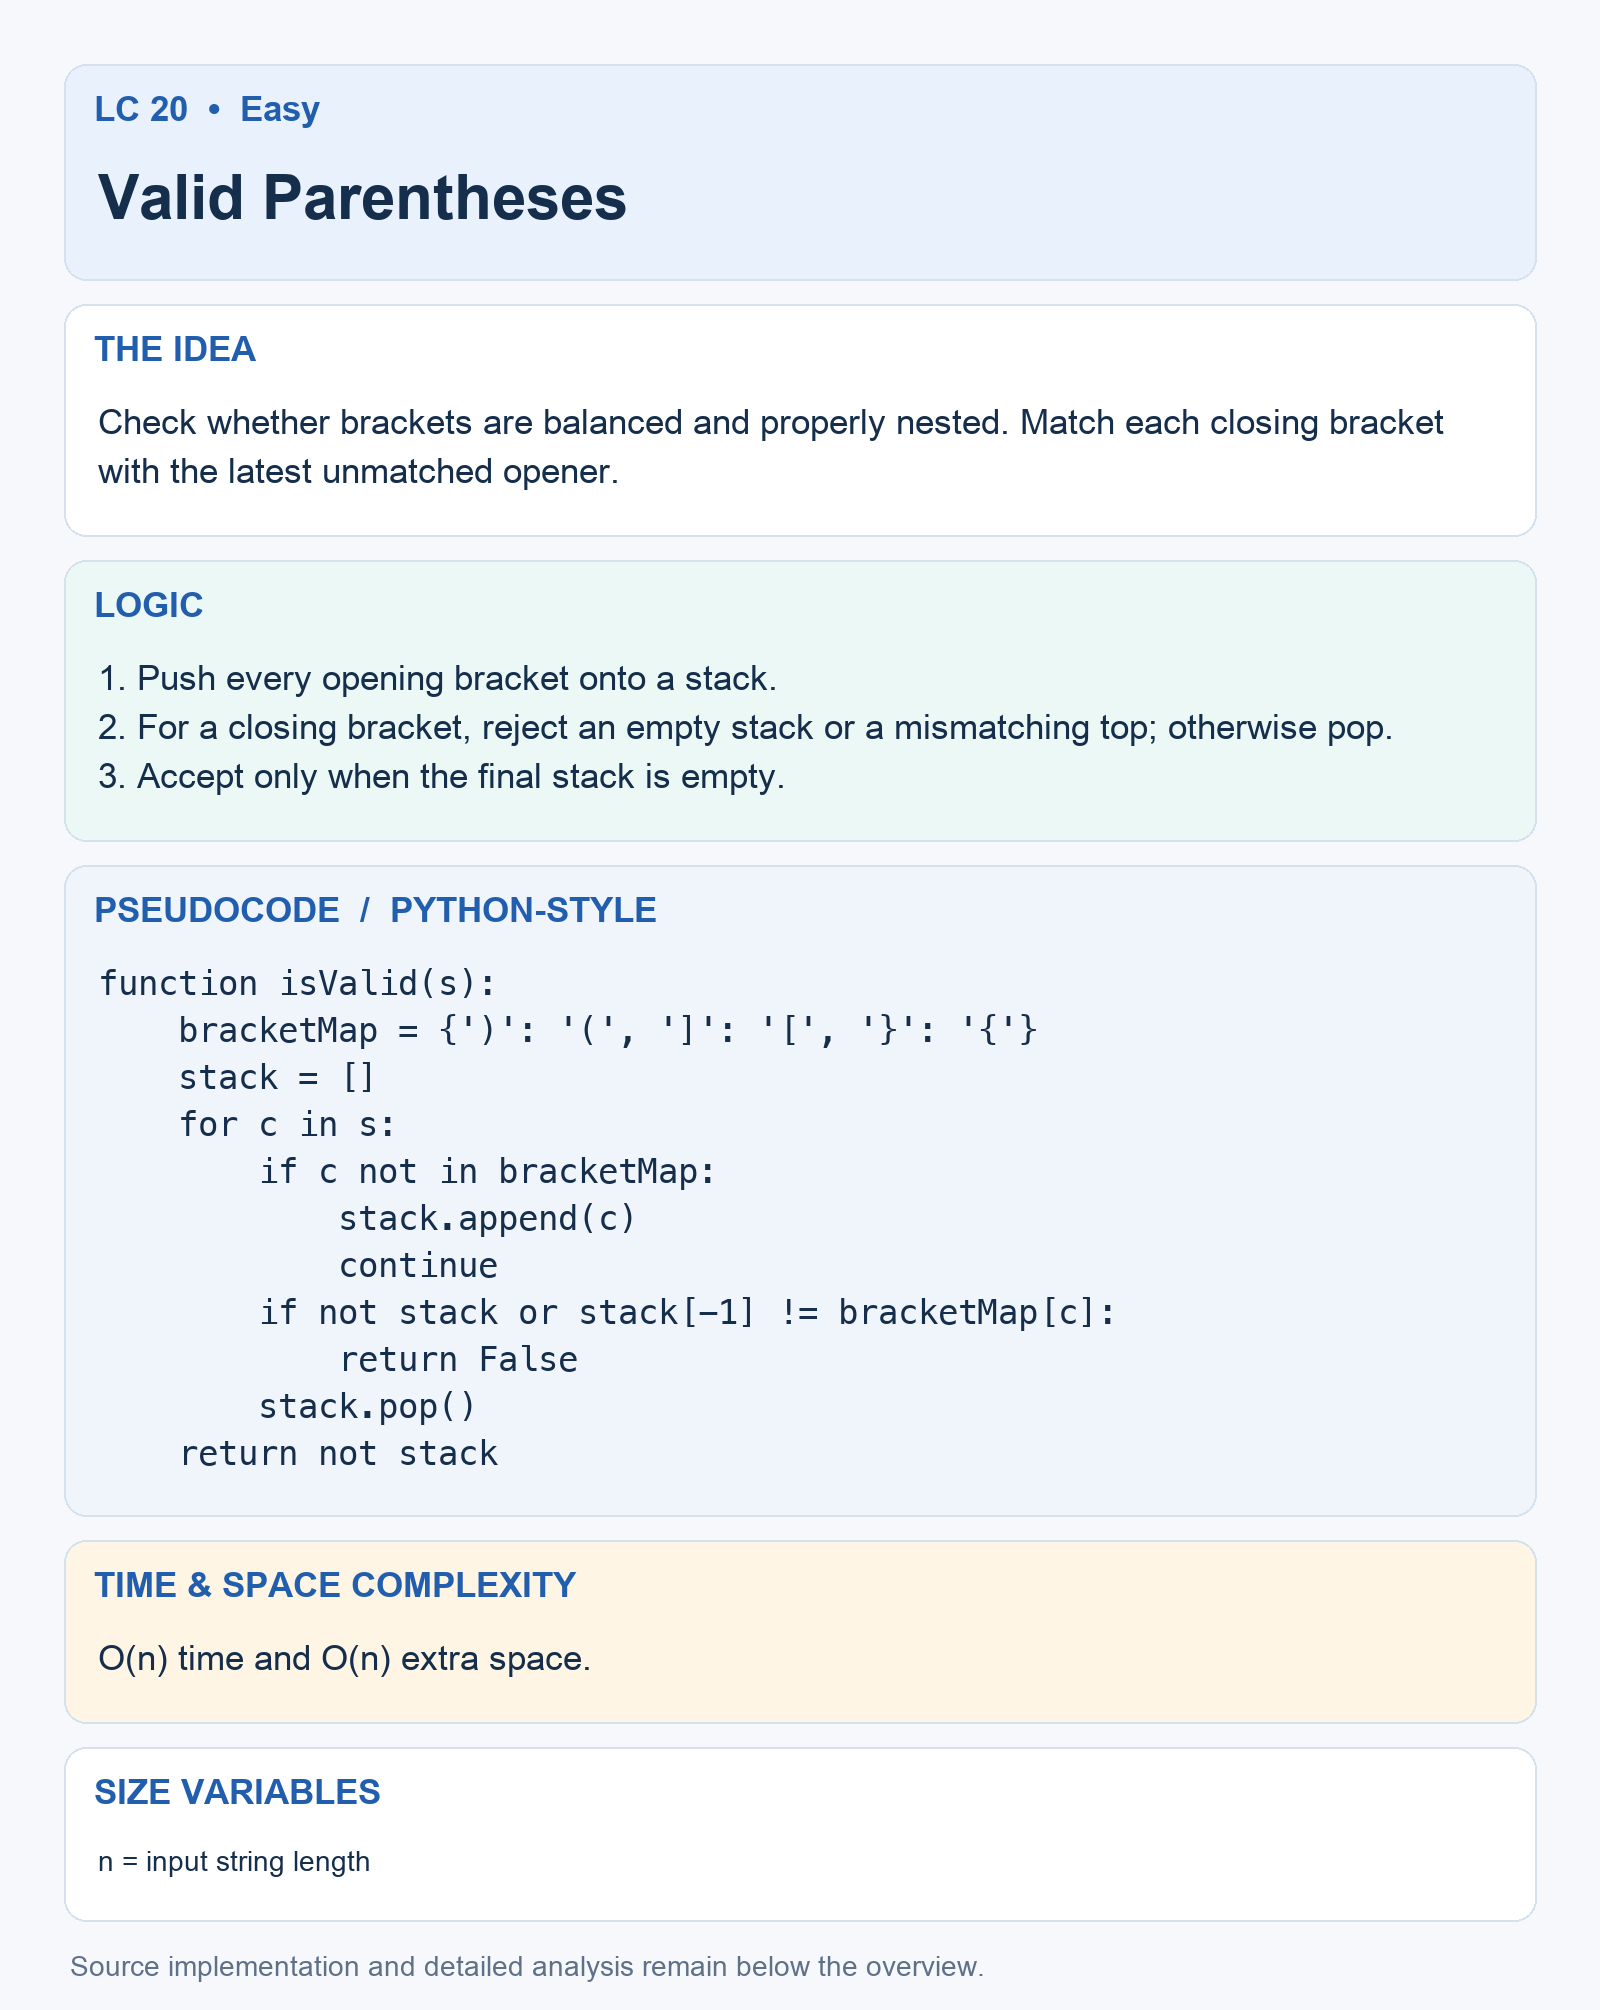 LC 20 • Easy
Valid Parentheses
THE IDEA
Check whether brackets are balanced and properly nested. Match each closing bracket
with the latest unmatched opener.
LOGIC
1. Push every opening bracket onto a stack.
2. For a closing bracket, reject an empty stack or a mismatching top; otherwise pop.
3. Accept only when the final stack is empty.
PSEUDOCODE / PYTHON-STYLE
function isValid(s):
    bracketMap = {')': '(', ']': '[', '}': '{'}
    stack = []
    for c in s:
        if c not in bracketMap:
            stack.append(c)
            continue
        if not stack or stack[−1] != bracketMap[c]:
            return False
        stack.pop()
    return not stack
TIME & SPACE COMPLEXITY
O(n) time and O(n) extra space.
SIZE VARIABLES
n = input string length
Source implementation and detailed analysis remain below the overview.